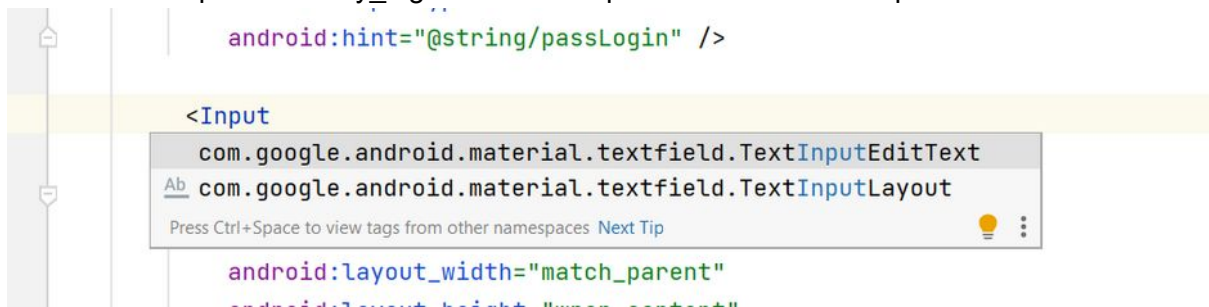 android:hint="@string/passLogin" />
<Input
com.google.android.material.textfield.TextInputEditText
Ab com.google.android.material.textfield.TextInputLayout
Press Ctrl+Space to view tags from other namespaces Next Tip
android:layout_width="match_parent"